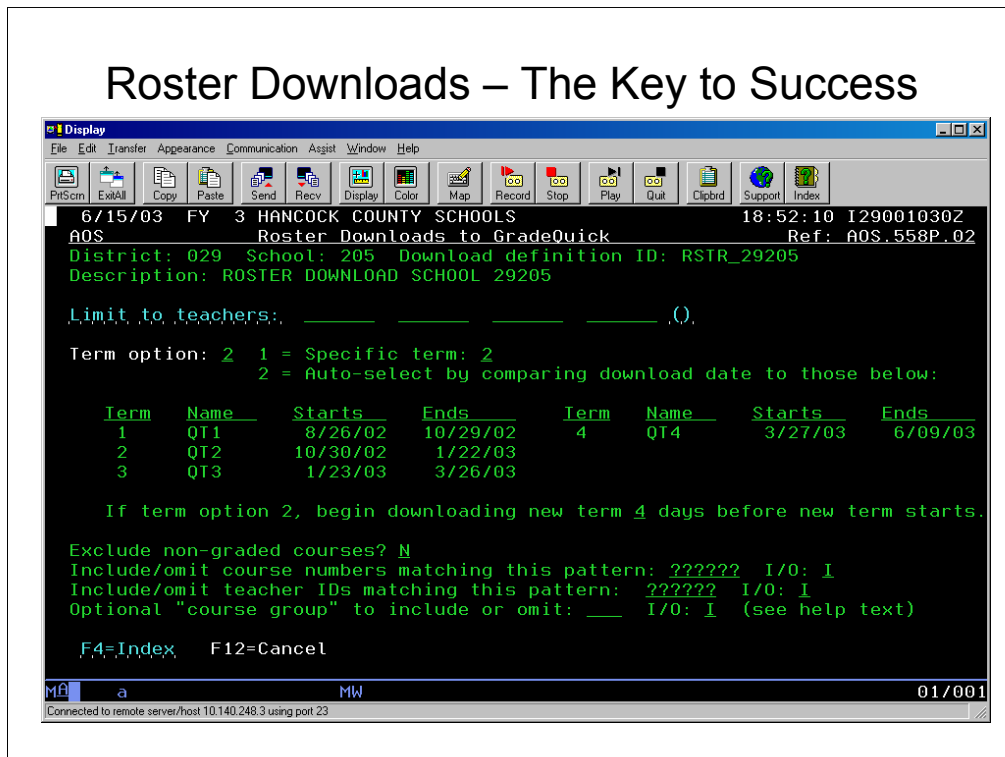 Roster Downloads – The Key to Success
Display
File Edit Transfer Appearance Communication Assist Window Help
PrtScrn ExitAll Copy Paste Send Recv Display Color Map Record Stop Play Quit Clipbrd Support Index
6/15/03 FY 3 HANCOCK COUNTY SCHOOLS 18:52:10 I29001030Z
AOS Roster Downloads to GradeQuick Ref: AOS.558P.02
District: 029 School: 205 Download definition ID: RSTR_29205
Description: ROSTER DOWNLOAD SCHOOL 29205
Limit to teachers: ______ ______ ______ ______ ()
Term option: 2 1 = Specific term: 2
2 = Auto-select by comparing download date to those below:
Term Name Starts Ends Term Name Starts Ends
1 QT1 8/26/02 10/29/02 4 QT4 3/27/03 6/09/03
2 QT2 10/30/02 1/22/03
3 QT3 1/23/03 3/26/03
If term option 2, begin downloading new term 4 days before new term starts.
Exclude non-graded courses? N
Include/omit course numbers matching this pattern: ?????? I/O: I
Include/omit teacher IDs matching this pattern: ?????? I/O: I
Optional "course group" to include or omit: ___ I/O: I (see help text)
F4=Index F12=Cancel
MA a MW 01/001
Connected to remote server/host 10.140.248.3 using port 23